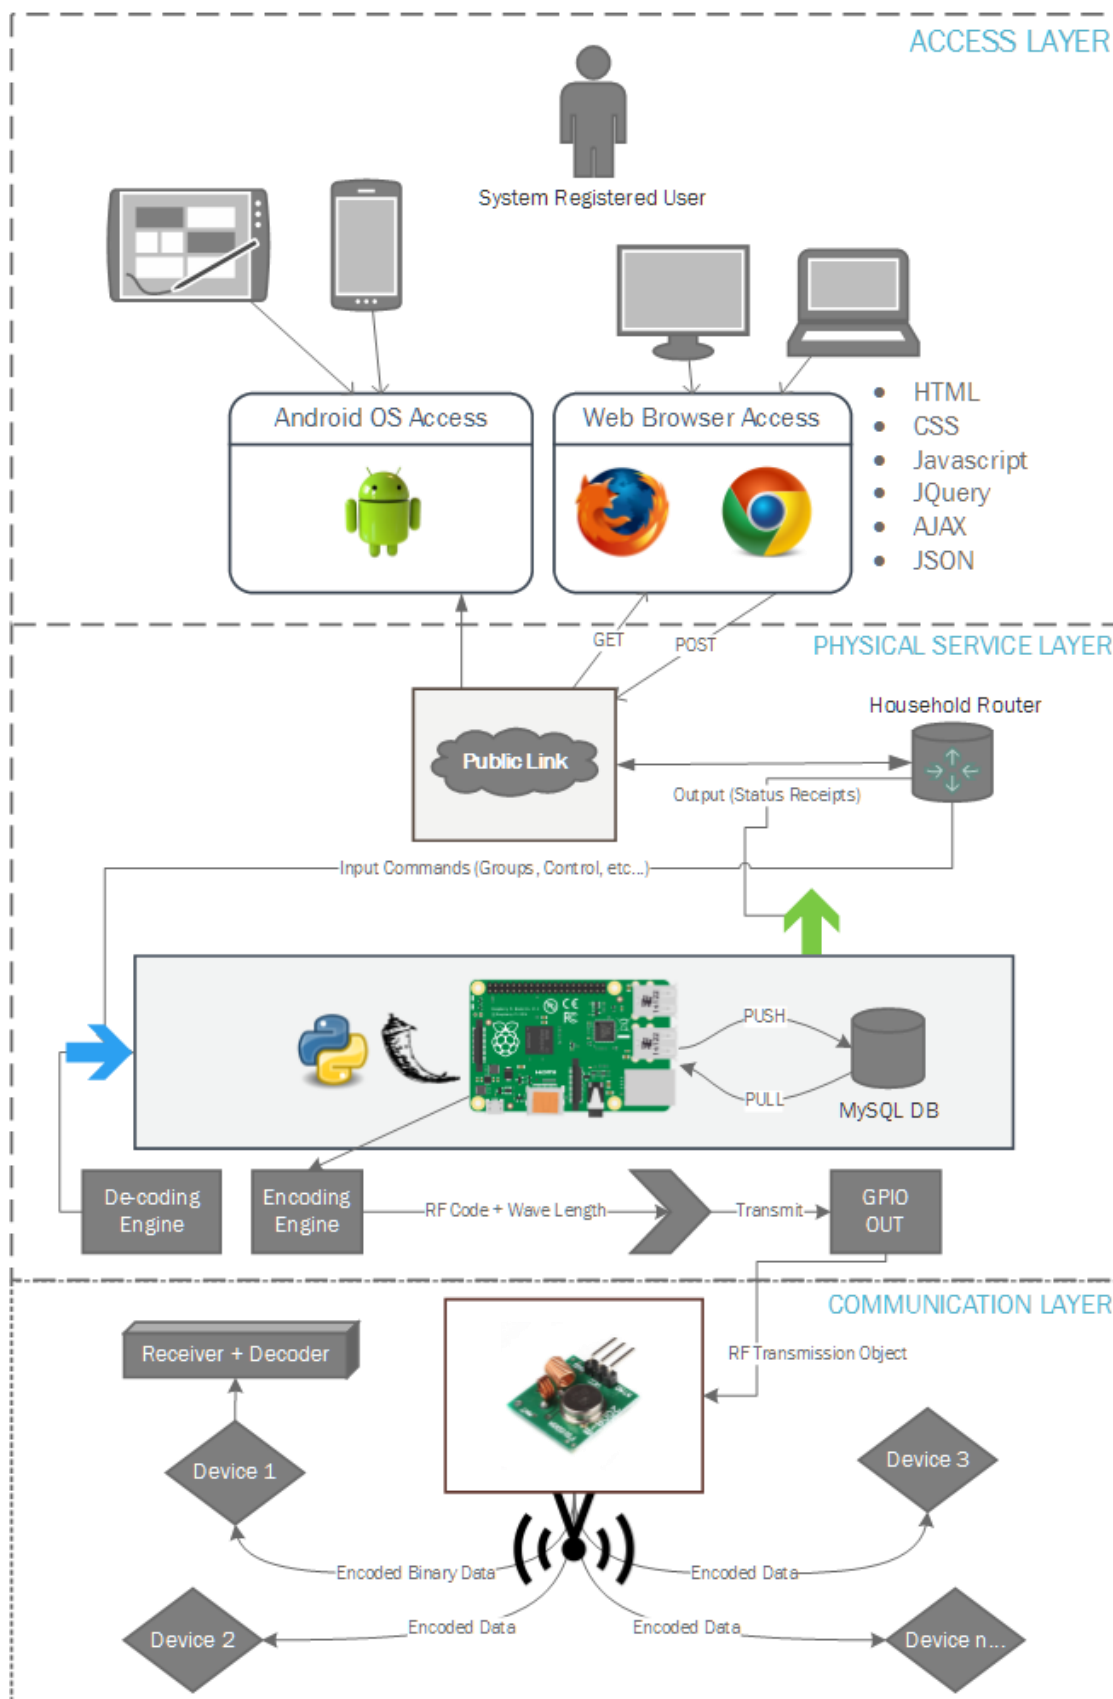 ACCESS LAYER
System Registered User
Android OS Access
Web Browser Access
HTML
CSS
Javascript
JQuery
AJAX
JSON
GET
POST
PHYSICAL SERVICE LAYER
Household Router
Public Link
Output (Status Receipts)
Input Commands (Groups, Control, etc...)
PUSH
PULL
MySQL DB
De-coding
Engine
Encoding
Engine
RF Code + Wave Length
Transmit
GPIO
OUT
COMMUNICATION LAYER
Receiver + Decoder
RF Transmission Object
Device 1
Device 3
Encoded Binary Data
Encoded Data
Device 2
Encoded Data
Encoded Data
Device n...